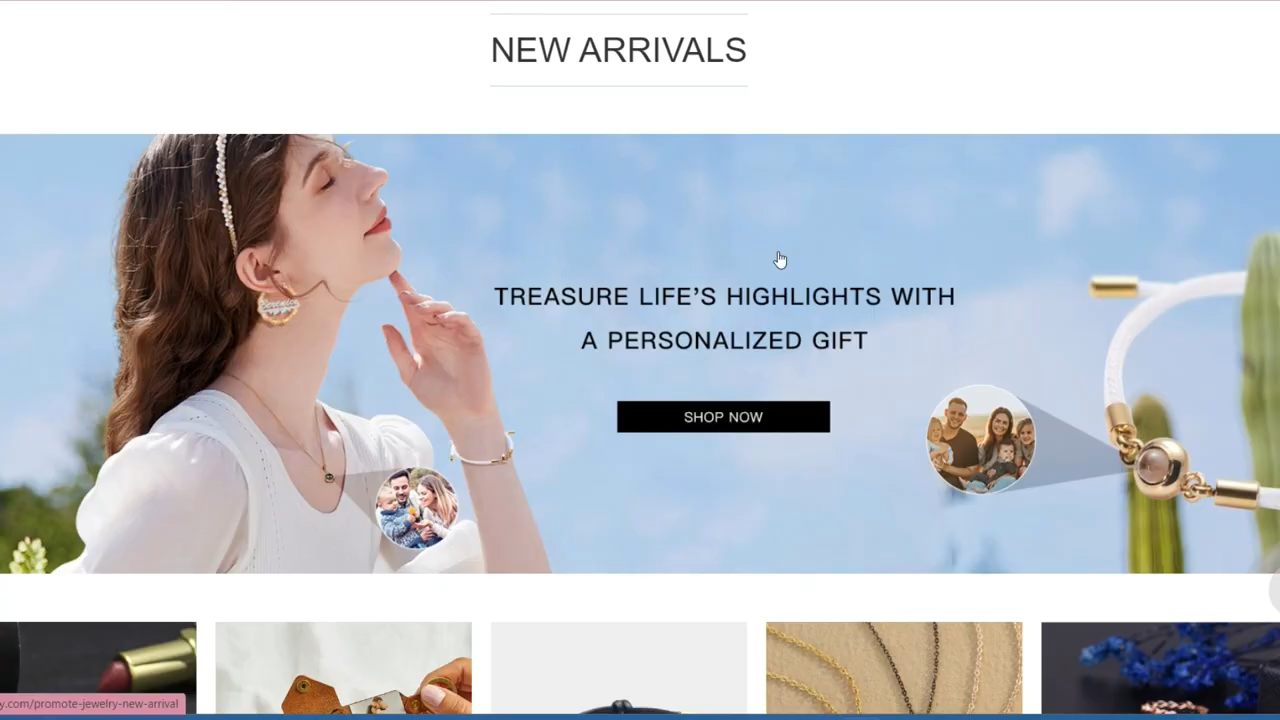 NEW ARRIVALS
TREASURE LIFE'S HIGHLIGHTS WITH
A PERSONALIZED GIFT
SHOP NOW
y.com/promote-jewelry-new-arrival